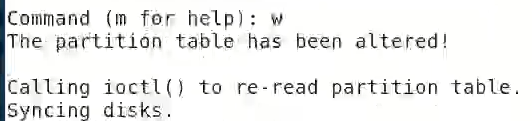 Command (m for help): w
The partition table has been altered!
Calling ioctl() to re-read partition table.
Syncing disks.